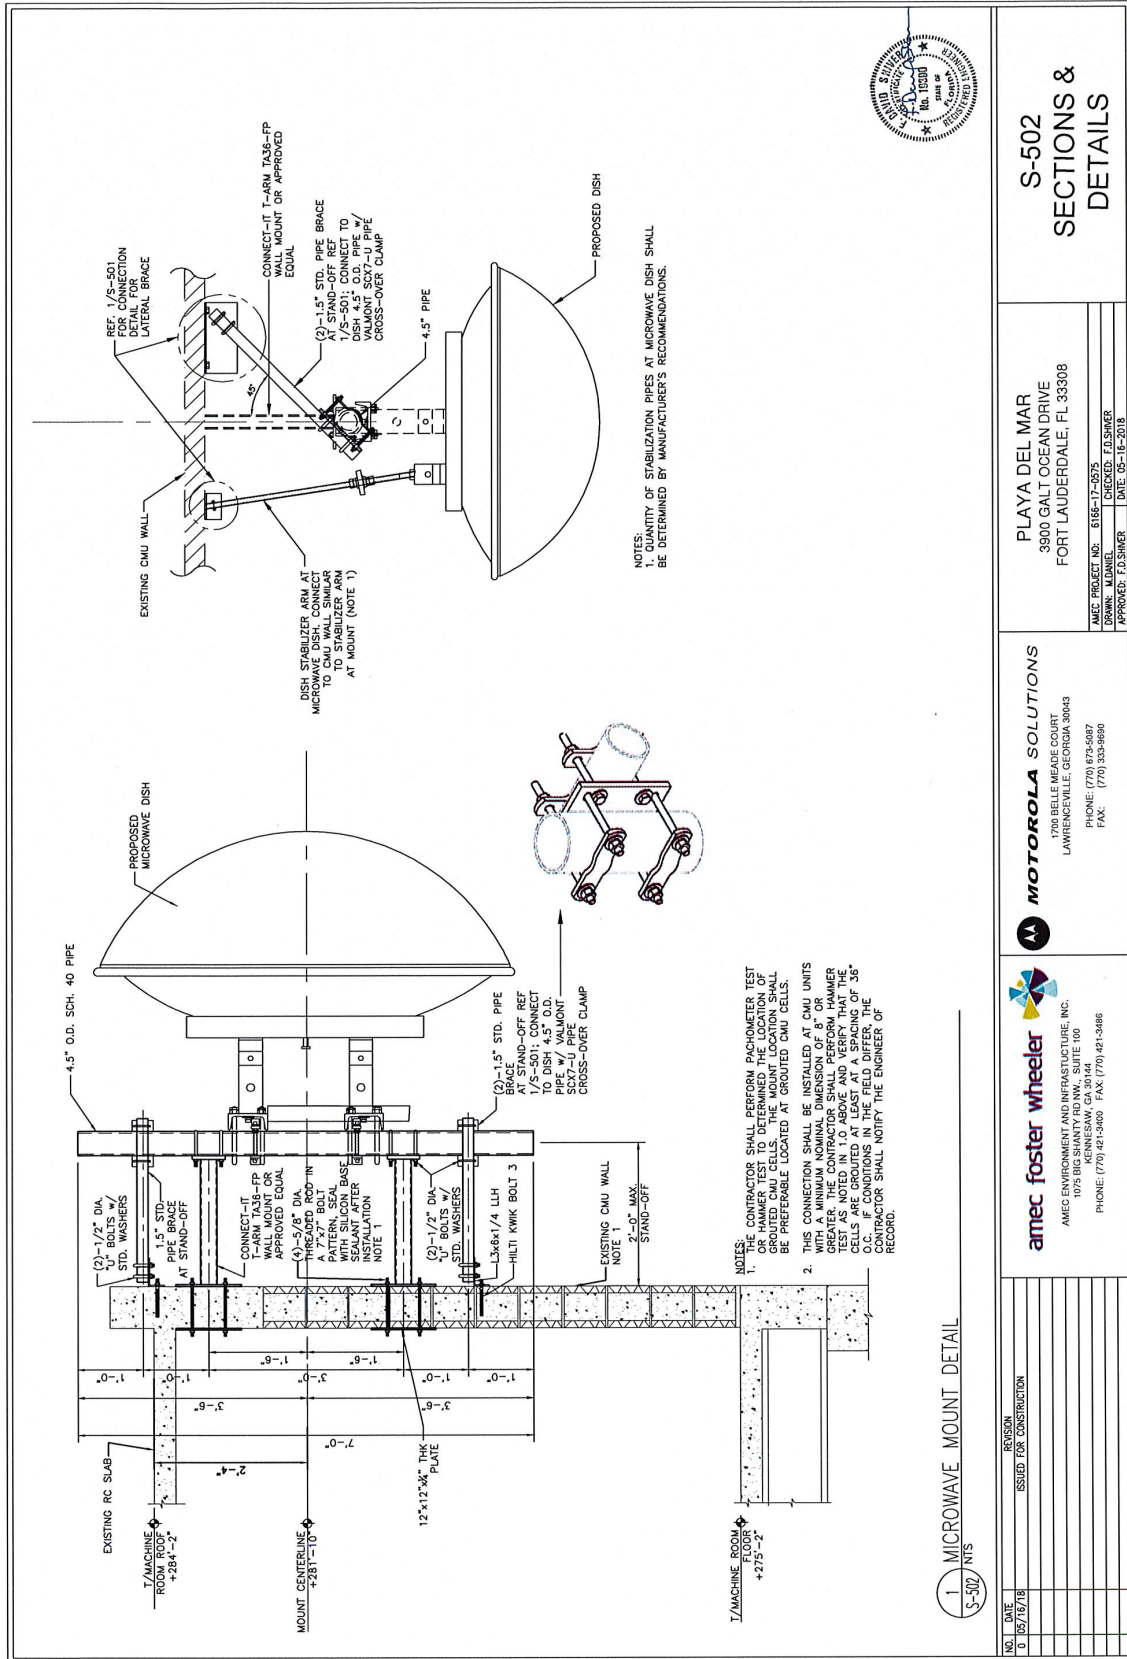 EXISTING RC SLAB
T/MACHINE
ROOM ROOF
+284'-2"
MOUNT CENTERLINE
+281'-10"
T/MACHINE ROOM
FLOOR
+275'-2"
2'-4"
7'-0"
3'-6"
3'-6"
1'-0"
1'-0"
3'-0"
1'-0"
1'-0"
1'-6"
1'-6"
12"x12"x¾" THK
PLATE
(2)-1/2" DIA.
"U" BOLTS w/
STD. WASHERS
1.5" STD.
PIPE BRACE
AT STAND-OFF
CONNECT-IT
T-ARM TA36-FP
WALL MOUNT OR
APPROVED EQUAL
(4)-5/8" DIA.
THREADED ROD IN
A 7"x7" BOLT
PATTERN, SEAL
WITH SILICON BASE
SEALANT AFTER
INSTALLATION
NOTE 1
(2)-1/2" DIA.
"U" BOLTS w/
STD. WASHERS
L3x6x1/4 LLH
HILTI KWIK BOLT 3
EXISTING CMU WALL
NOTE 1
2'-0" MAX.
STAND-OFF
4.5" O.D. SCH. 40 PIPE
PROPOSED
MICROWAVE DISH
(2)-1.5" STD. PIPE
BRACE
AT STAND-OFF REF
1/S-501; CONNECT
TO DISH 4.5" O.D.
PIPE w/ VALMONT
SCX7-U PIPE
CROSS-OVER CLAMP
NOTES:
1. THE CONTRACTOR SHALL PERFORM PACHOMETER TEST
OR HAMMER TEST TO DETERMINED THE LOCATION OF
GROUTED CMU CELLS. THE MOUNT LOCATION SHALL
BE PREFERABLE LOCATED AT GROUTED CMU CELLS.
2. THIS CONNECTION SHALL BE INSTALLED AT CMU UNITS
WITH A MINIMUM NOMINAL DIMENSION OF 8" OR
GREATER. THE CONTRACTOR SHALL PERFORM HAMMER
TEST AS NOTED IN 1.0 ABOVE AND VERIFY THAT THE
CELLS ARE GROUTED AT LEAST AT A SPACING OF 36"
O.C. IF CONDITIONS IN THE FIELD DIFFER, THE
CONTRACTOR SHALL NOTIFY THE ENGINEER OF
RECORD.
EXISTING CMU WALL
REF. 1/S-501
FOR CONNECTION
DETAIL FOR
LATERAL BRACE
CONNECT-IT T-ARM TA36-FP
WALL MOUNT OR APPROVED
EQUAL
45°
(2)-1.5" STD. PIPE BRACE
AT STAND-OFF REF
1/S-501; CONNECT TO
DISH 4.5" O.D. PIPE w/
VALMONT SCX7-U PIPE
CROSS-OVER CLAMP
4.5" PIPE
PROPOSED DISH
DISH STABILIZER ARM AT
MICROWAVE DISH. CONNECT
TO CMU WALL SIMILAR
TO STABILIZER ARM
AT MOUNT (NOTE 1)
NOTES:
1. QUANTITY OF STABILIZATION PIPES AT MICROWAVE DISH SHALL
BE DETERMINED BY MANUFACTURER'S RECOMMENDATIONS.
F. DAVID SHIVER
CERTIFICATE
No. 19390
STATE OF
FLORIDA
REGISTERED ENGINEER
1
S-502
MICROWAVE MOUNT DETAIL
NTS
NO. DATE REVISION
0 05/16/18 ISSUED FOR CONSTRUCTION
amec foster wheeler
AMEC ENVIRONMENT AND INFRASTUCTURE, INC.
1075 BIG SHANTY RD NW, SUITE 100
KENNESAW, GA 30144
PHONE: (770) 421-3400 FAX: (770) 421-3486
MOTOROLA SOLUTIONS
1700 BELLE MEADE COURT
LAWRENCEVILLE, GEORGIA 30043
PHONE: (770) 673-5087
FAX: (770) 333-9690
PLAYA DEL MAR
3900 GALT OCEAN DRIVE
FORT LAUDERDALE, FL 33308
AMEC PROJECT NO: 6166-17-0575
DRAWN: M.DANIEL CHECKED: F.D.SHIVER
APPROVED: F.D.SHIVER DATE: 05-16-2018
S-502
SECTIONS &
DETAILS